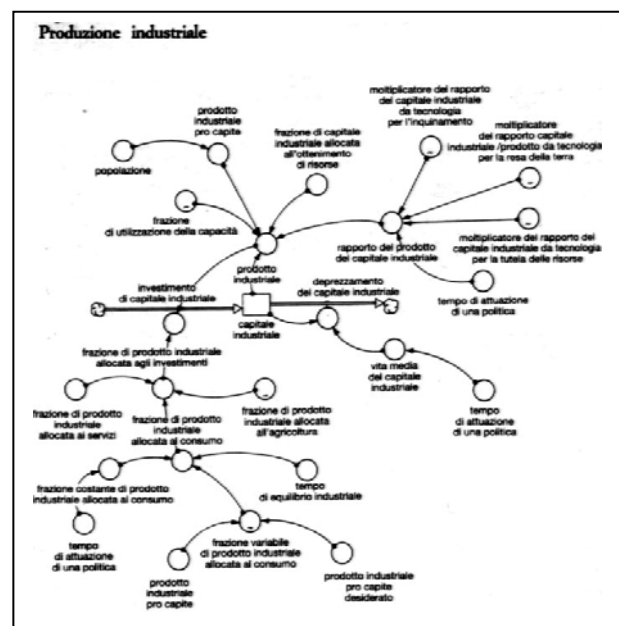 Produzione industriale
moltiplicatore del rapporto
del capitale industriale
da tecnologia
per l'inquinamento
prodotto
industriale
pro capite
frazione di capitale
industriale allocata
all'ottenimento
di risorse
moltiplicatore
del rapporto capitale
industriale /prodotto da tecnologia
per la resa della terra
popolazione
frazione
di utilizzazione della capacità
rapporto del prodotto
del capitale industriale
moltiplicatore del rapporto del
capitale industriale da tecnologia
per la tutela delle risorse
prodotto
industriale
investimento
di capitale industriale
deprezzamento
del capitale industriale
tempo di attuazione
di una politica
capitale
industriale
frazione di prodotto industriale
allocata agli investimenti
vita media
del capitale
industriale
frazione di prodotto
industriale
allocata ai servizi
frazione di prodotto
industriale
allocata al consumo
frazione di prodotto
industriale allocata
all'agricoltura
tempo
di attuazione
di una politica
frazione costante di prodotto
industriale allocata al consumo
tempo
di equilibrio industriale
tempo
di attuazione
di una politica
frazione variabile
di prodotto industriale
allocata al consumo
prodotto
industriale
pro capite
prodotto industriale
pro capite
desiderato